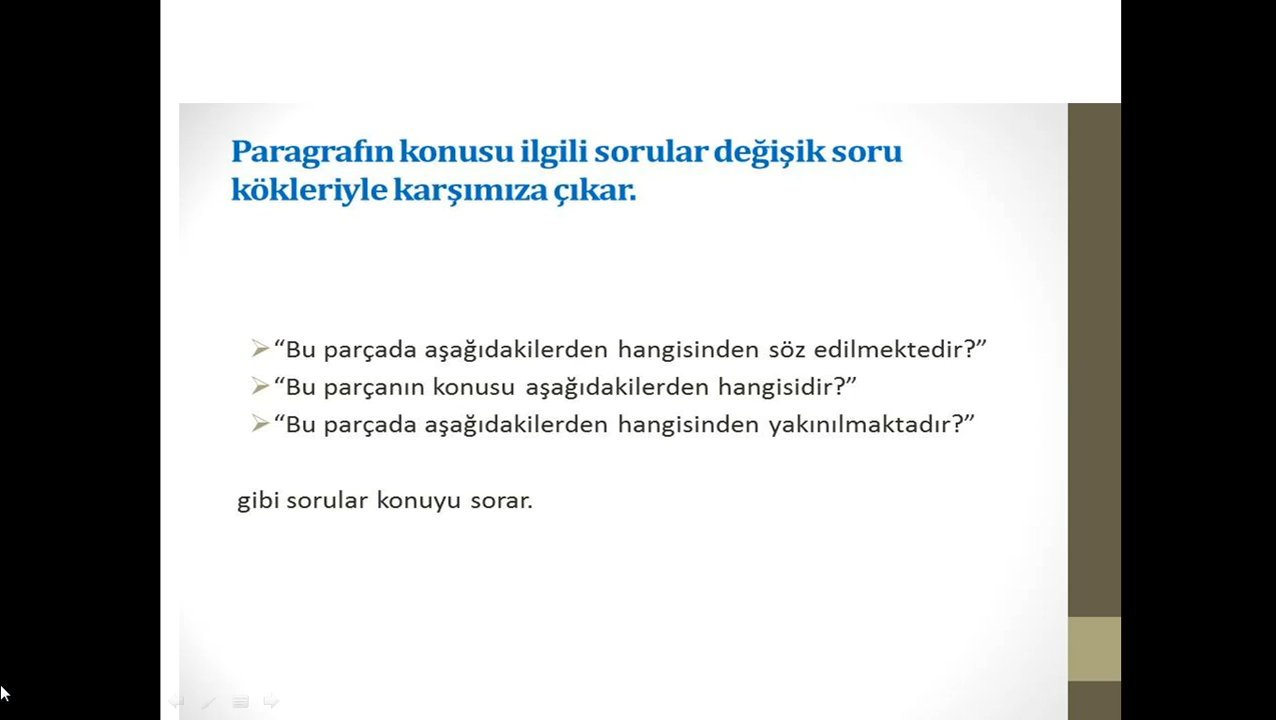 Paragrafın konusu ilgili sorular değişik soru
kökleriyle karşımıza çıkar.
“Bu parçada aşağıdakilerden hangisinden söz edilmektedir?”
“Bu parçanın konusu aşağıdakilerden hangisidir?”
“Bu parçada aşağıdakilerden hangisinden yakınılmaktadır?”
gibi sorular konuyu sorar.